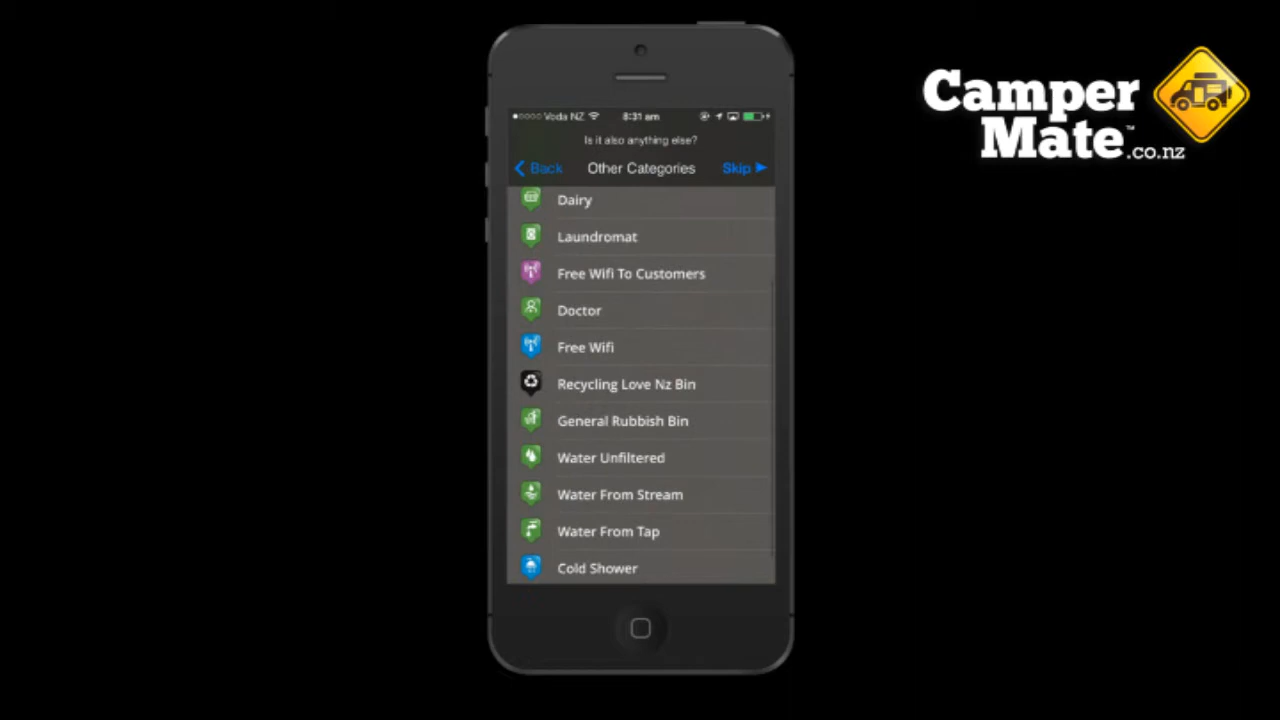 Camper
Mate™
.co.nz
Voda NZ 8:31 am
Is it also anything else?
Back Other Categories Skip
Dairy
Laundromat
Free Wifi To Customers
Doctor
Free Wifi
Recycling Love Nz Bin
General Rubbish Bin
Water Unfiltered
Water From Stream
Water From Tap
Cold Shower